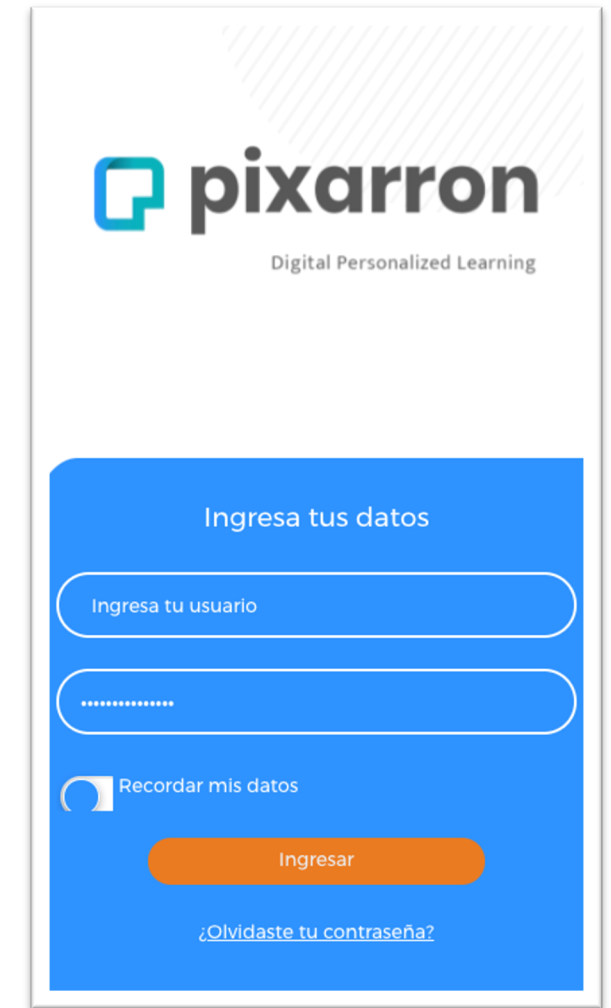 pixarron
Digital Personalized Learning
Ingresa tus datos
Ingresa tu usuario
•••••••••••••••
Recordar mis datos
Ingresar
¿Olvidaste tu contraseña?